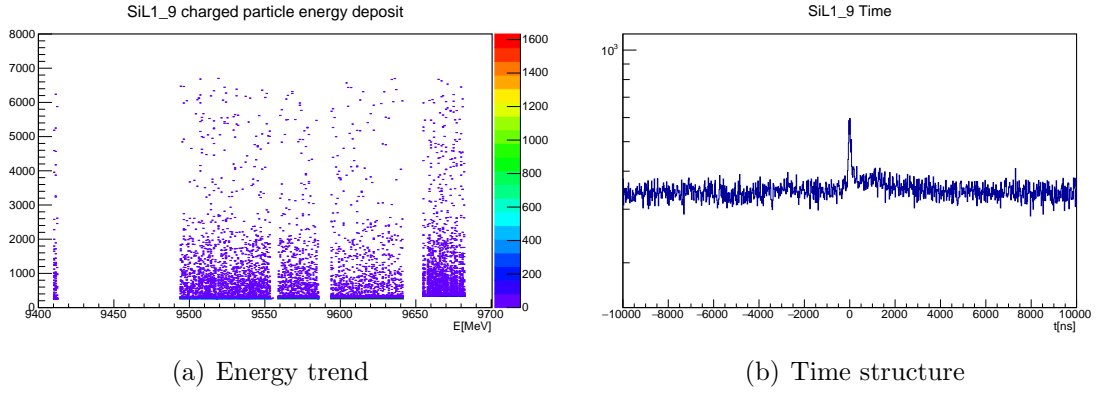 SiL1_9 charged particle energy deposit
8000
7000
6000
5000
4000
3000
2000
1000
0
9400 9450 9500 9550 9600 9650 9700
E[MeV]
1600
1400
1200
1000
800
600
400
200
0
(a) Energy trend
SiL1_9 Time
10³
−10000 −8000 −6000 −4000 −2000 0 2000 4000 6000 8000 10000
t[ns]
(b) Time structure